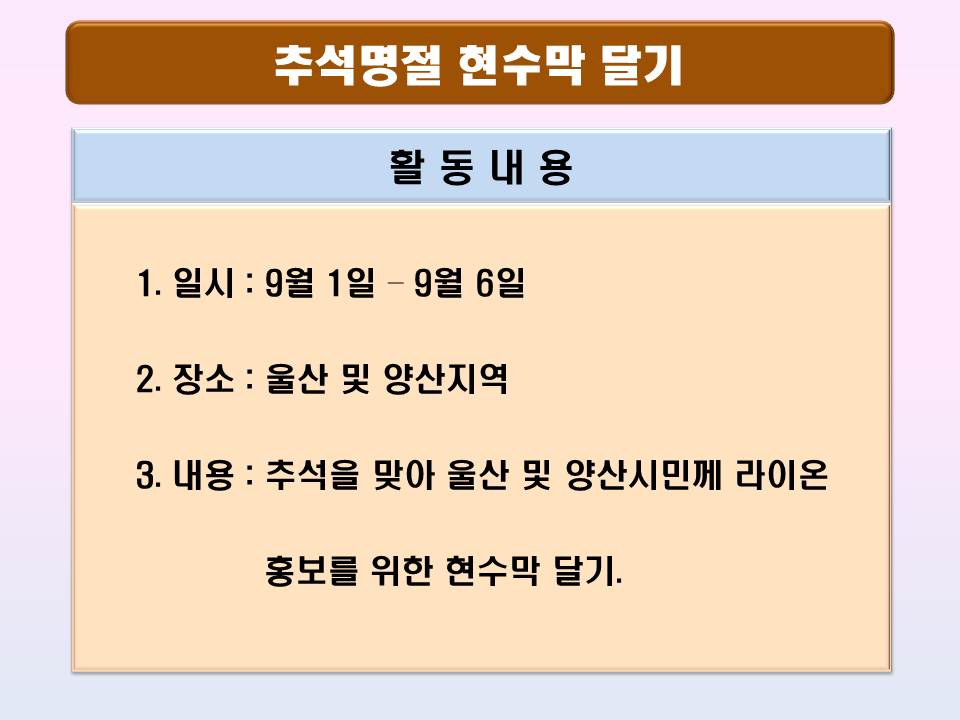 추석명절 현수막 달기
활 동 내 용
1. 일시 : 9월 1일 – 9월 6일
2. 장소 : 울산 및 양산지역
3. 내용 : 추석을 맞아 울산 및 양산시민께 라이온
홍보를 위한 현수막 달기.